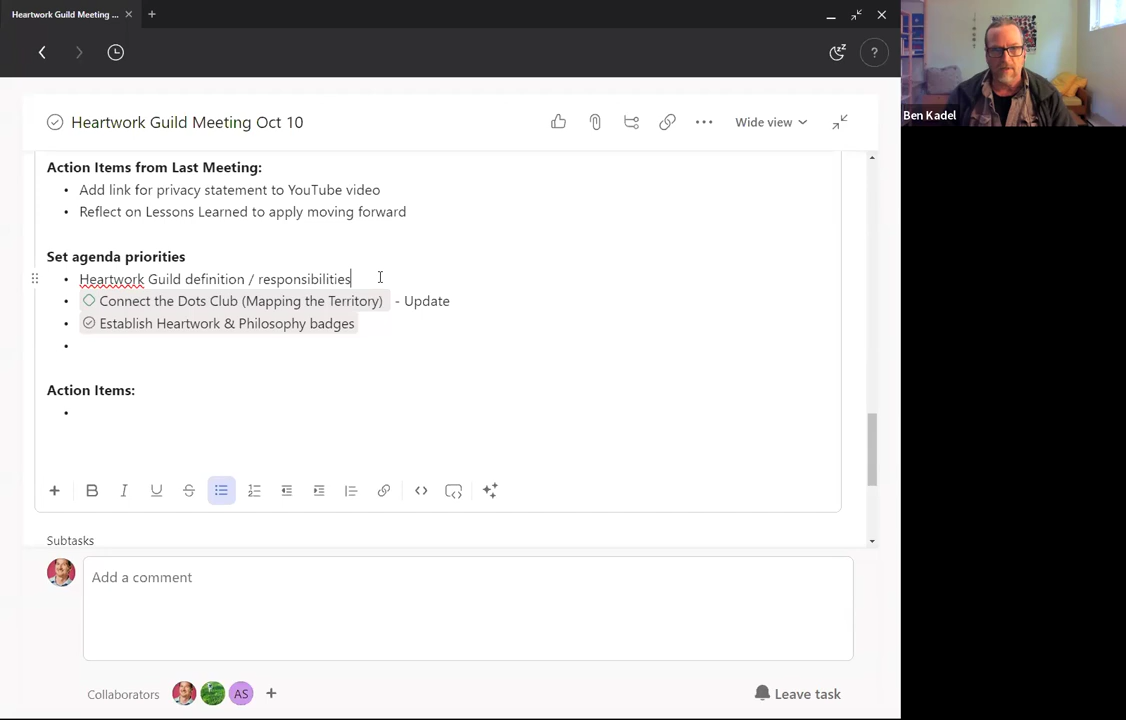 Heartwork Guild Meeting ...
?
Ben Kadel
Heartwork Guild Meeting Oct 10
Wide view
Action Items from Last Meeting:
• Add link for privacy statement to YouTube video
• Reflect on Lessons Learned to apply moving forward
Set agenda priorities
• Heartwork Guild definition / responsibilities
• Connect the Dots Club (Mapping the Territory) - Update
• Establish Heartwork & Philosophy badges
•
Action Items:
•
Subtasks
Add a comment
Collaborators
AS
Leave task